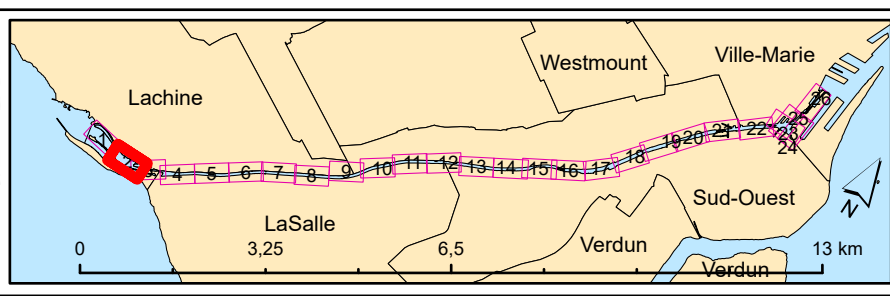 Ville-Marie
Westmount
Lachine
26
25
1
19 20 21 22 23
18 24
2 3 4 5 6 7 8 9 10 11 12 13 14 15 16 17
Sud-Ouest
LaSalle
N
Verdun
0 3,25 6,5 13 km
Verdun